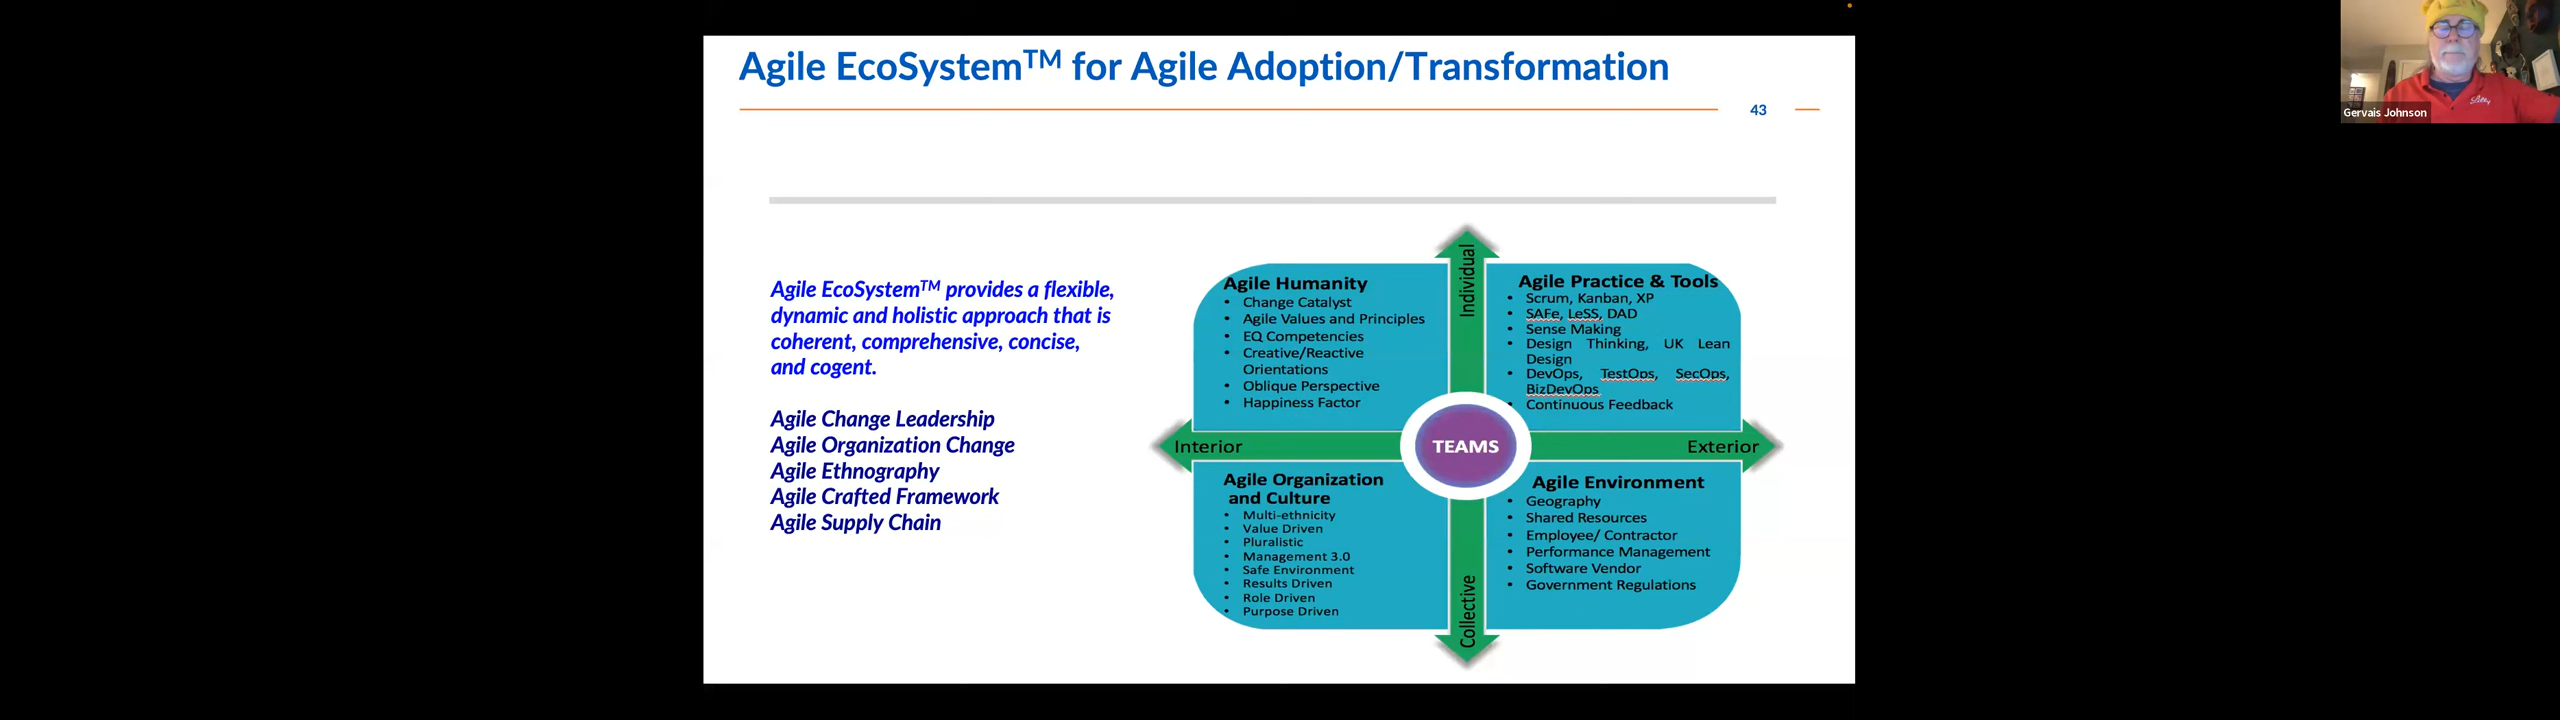 Agile EcoSystem™ for Agile Adoption/Transformation
43
Gervais Johnson
Lilly
Agile EcoSystem™ provides a flexible,
dynamic and holistic approach that is
coherent, comprehensive, concise,
and cogent.
Agile Change Leadership
Agile Organization Change
Agile Ethnography
Agile Crafted Framework
Agile Supply Chain
Individual
Agile Humanity
• Change Catalyst
• Agile Values and Principles
• EQ Competencies
• Creative/Reactive
Orientations
• Oblique Perspective
• Happiness Factor
Agile Practice & Tools
• Scrum, Kanban, XP
• SAFe, LeSS, DAD
• Sense Making
• Design Thinking, UK Lean
Design
• DevOps, TestOps, SecOps,
BizDevOps
• Continuous Feedback
Interior
TEAMS
Exterior
Agile Organization
and Culture
• Multi-ethnicity
• Value Driven
• Pluralistic
• Management 3.0
• Safe Environment
• Results Driven
• Role Driven
• Purpose Driven
Agile Environment
• Geography
• Shared Resources
• Employee/ Contractor
• Performance Management
• Software Vendor
• Government Regulations
Collective